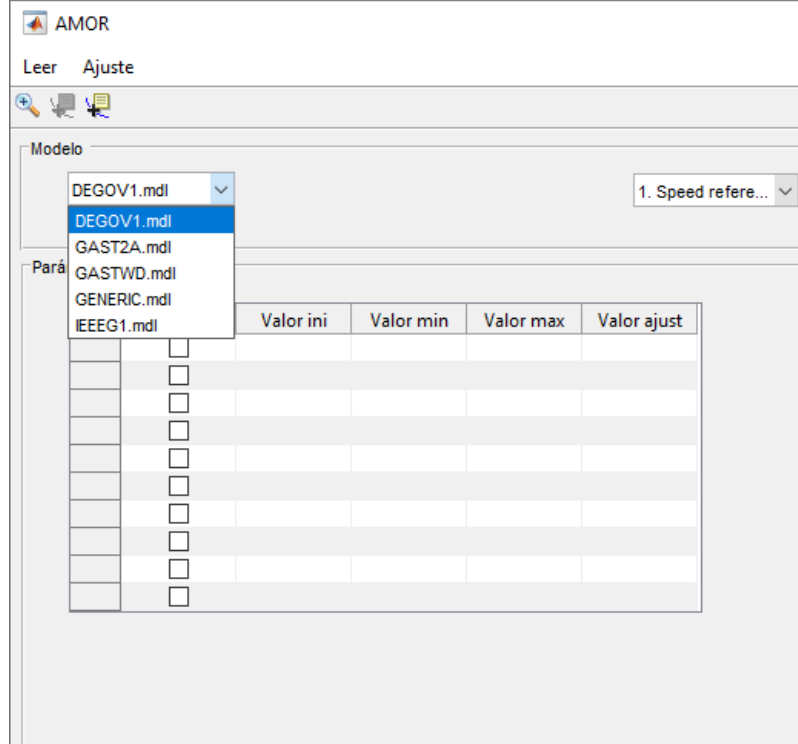 AMOR
Leer Ajuste
Modelo
DEGOV1.mdl
1. Speed refere...
DEGOV1.mdl
GAST2A.mdl
GASTWD.mdl
GENERIC.mdl
IEEEG1.mdl
Pará
Valor ini Valor min Valor max Valor ajust